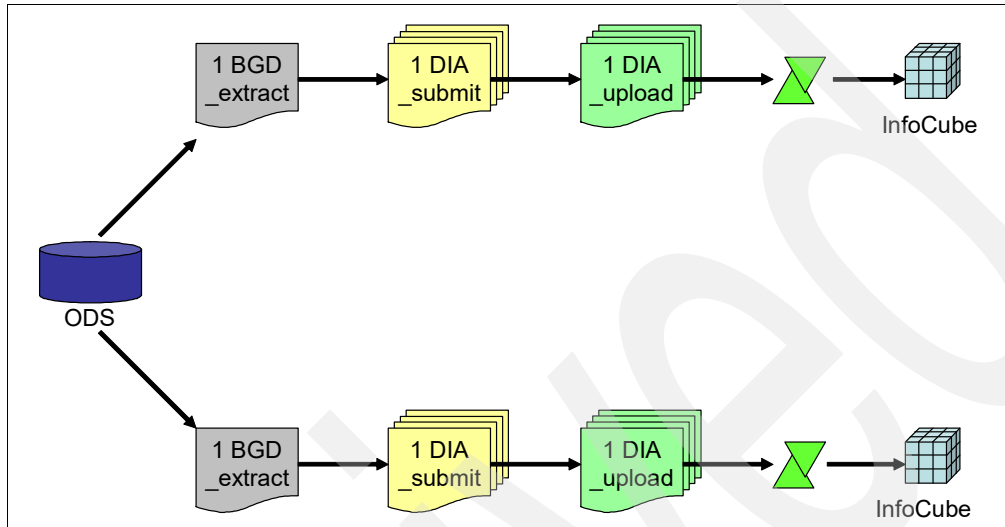 1 BGD
_extract
1 DIA
_submit
1 DIA
_upload
InfoCube
ODS
1 BGD
_extract
1 DIA
_submit
1 DIA
_upload
InfoCube